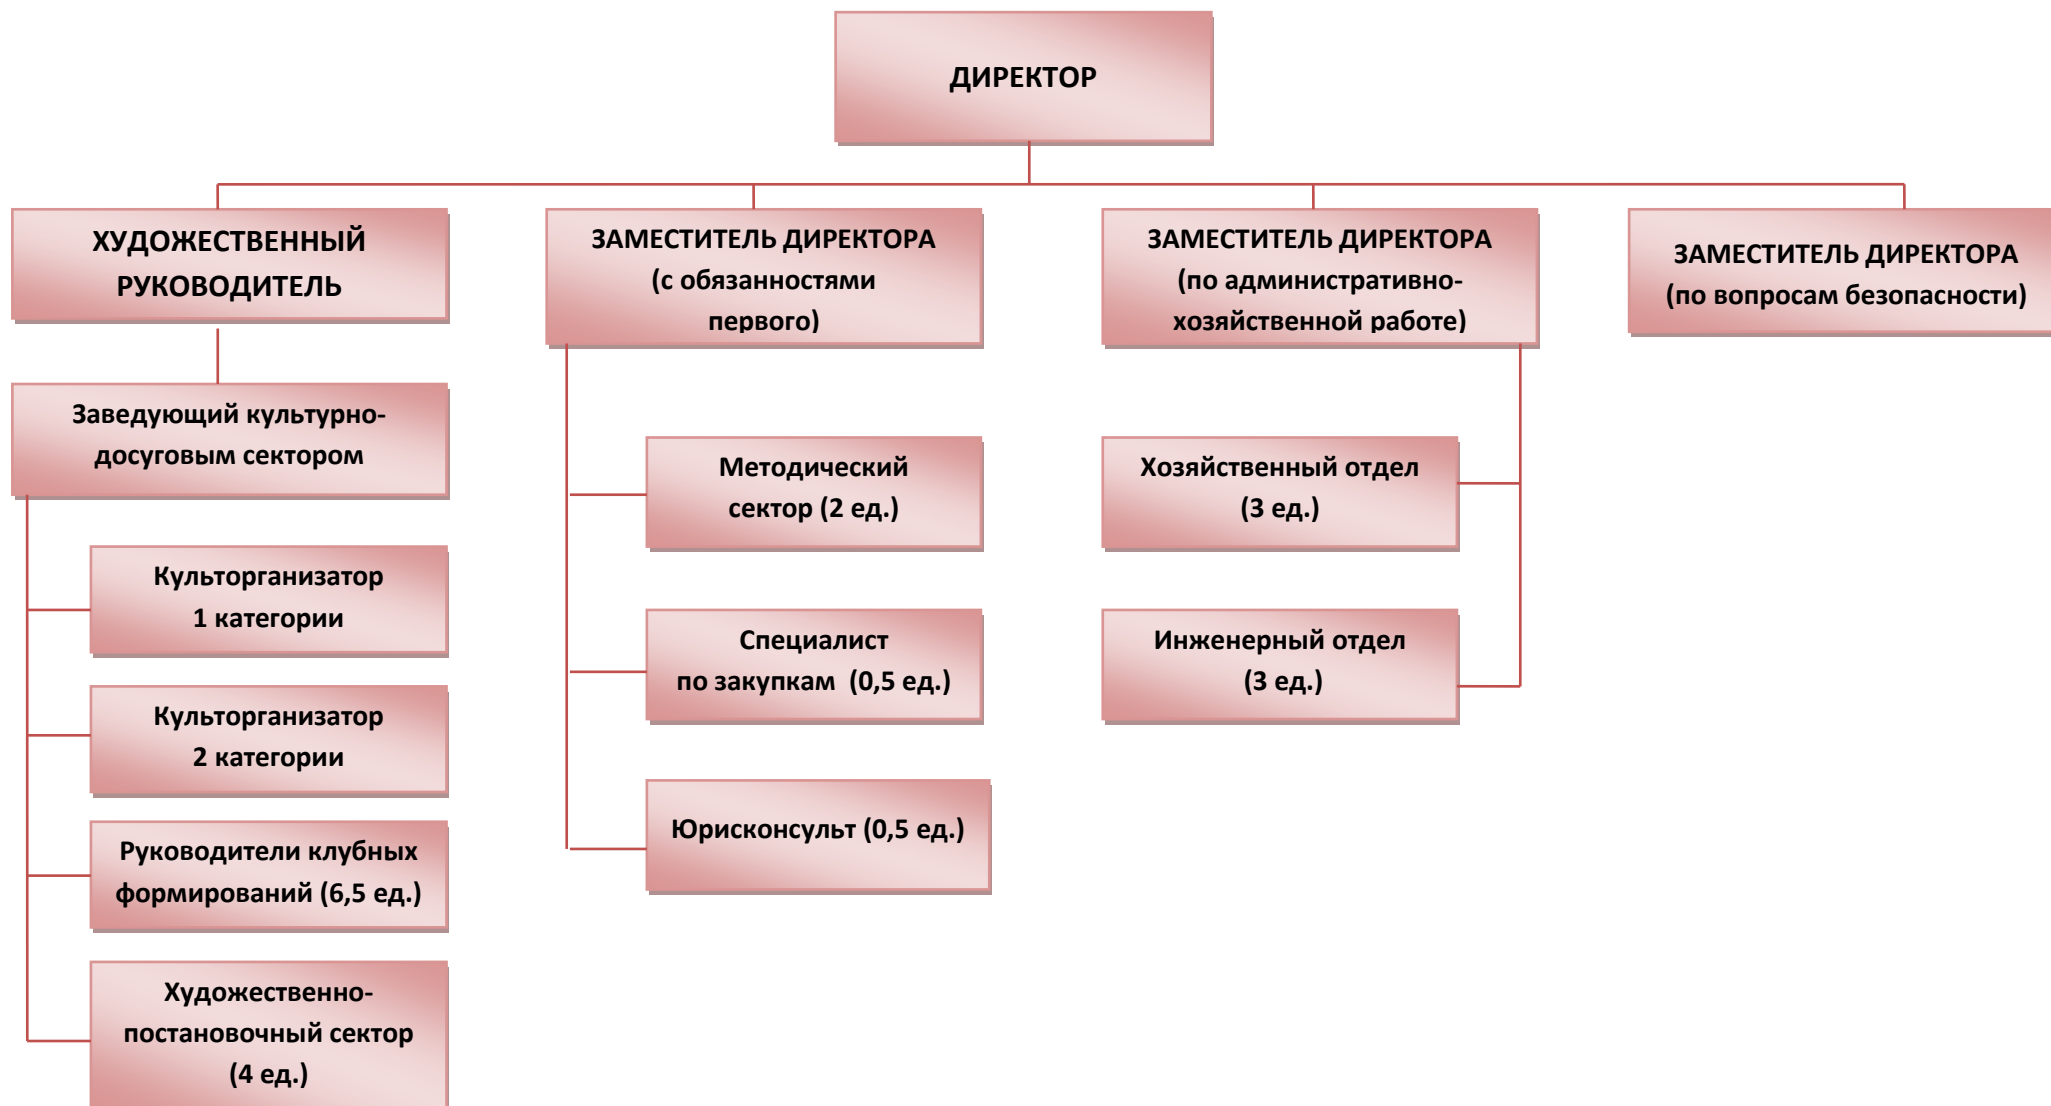 ДИРЕКТОР
ХУДОЖЕСТВЕННЫЙ
РУКОВОДИТЕЛЬ
ЗАМЕСТИТЕЛЬ ДИРЕКТОРА
(с обязанностями
первого)
ЗАМЕСТИТЕЛЬ ДИРЕКТОРА
(по административно-
хозяйственной работе)
ЗАМЕСТИТЕЛЬ ДИРЕКТОРА
(по вопросам безопасности)
Заведующий культурно-
досуговым сектором
Культорганизатор
1 категории
Культорганизатор
2 категории
Руководители клубных
формирований (6,5 ед.)
Художественно-
постановочный сектор
(4 ед.)
Методический
сектор (2 ед.)
Специалист
по закупкам  (0,5 ед.)
Юрисконсульт (0,5 ед.)
Хозяйственный отдел
(3 ед.)
Инженерный отдел
(3 ед.)